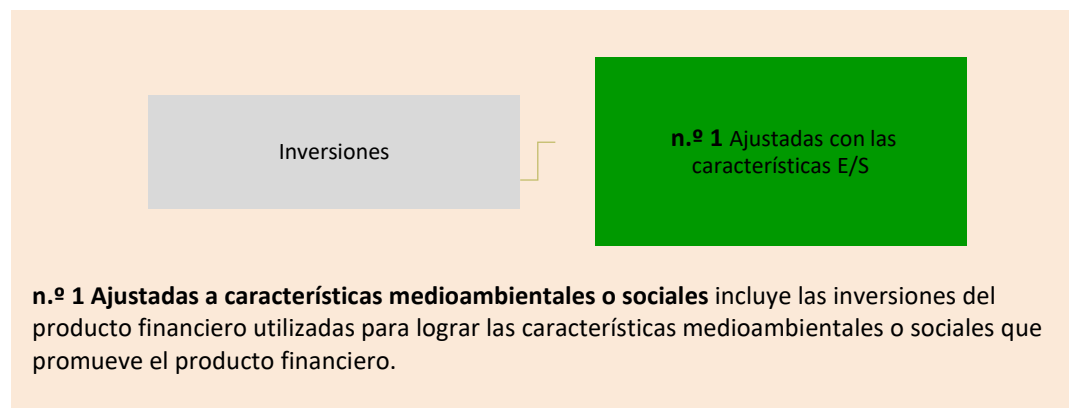 Inversiones
n.º 1 Ajustadas con las
características E/S
n.º 1 Ajustadas a características medioambientales o sociales incluye las inversiones del
producto financiero utilizadas para lograr las características medioambientales o sociales que
promueve el producto financiero.